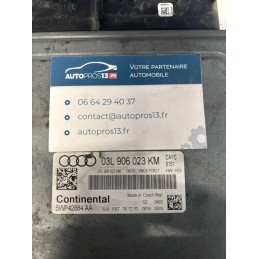 AUTOPROS13.FR
VOTRE PARTENAIRE
AUTOMOBILE
06 64 29 40 37
contact@autopros13.fr
autopros13.fr
03L 906 023 KM
CAYC
Continental
Made in Czech Rep
5WP42884 AA